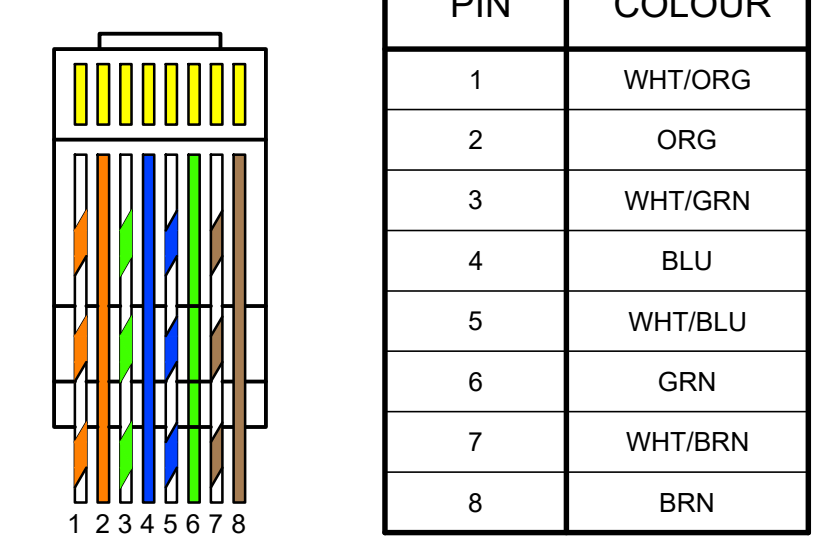 PIN COLOUR
1 WHT/ORG
2 ORG
3 WHT/GRN
4 BLU
5 WHT/BLU
6 GRN
7 WHT/BRN
8 BRN
1 2 3 4 5 6 7 8